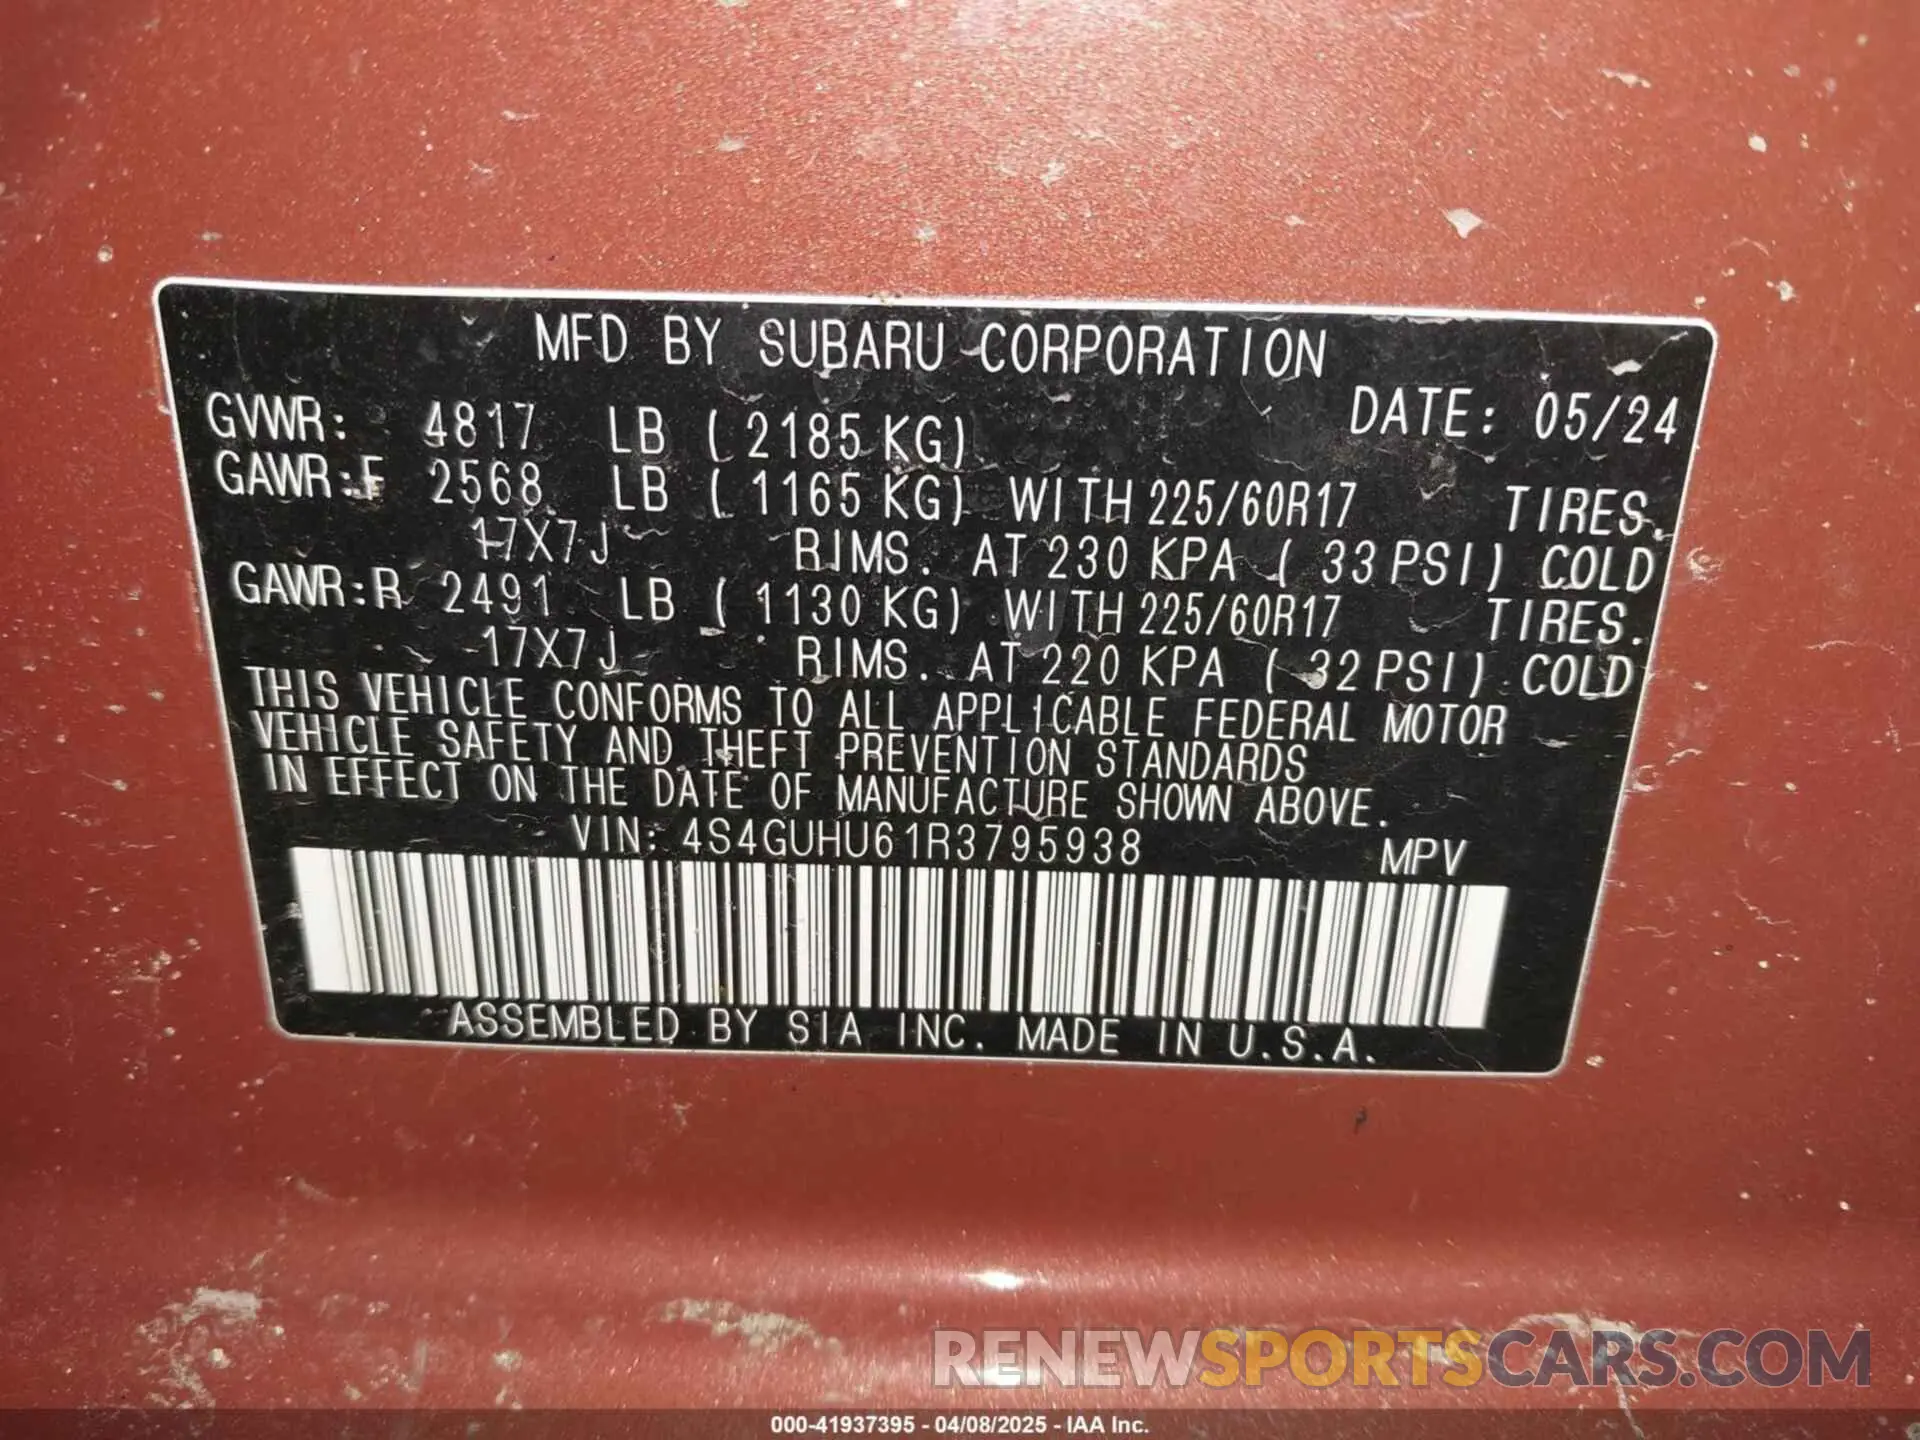 MFD BY SUBARU CORPORATION
DATE: 05/24
GVWR: 4817 LB ( 2185 KG)
GAWR:F 2568 LB ( 1165 KG) WITH 225/60R17 TIRES.
17X7J RIMS. AT 230 KPA ( 33 PSI) COLD
GAWR:R 2491 LB ( 1130 KG) WITH 225/60R17 TIRES.
17X7J RIMS. AT 220 KPA ( 32 PSI) COLD
THIS VEHICLE CONFORMS TO ALL APPLICABLE FEDERAL MOTOR
VEHICLE SAFETY AND THEFT PREVENTION STANDARDS
IN EFFECT ON THE DATE OF MANUFACTURE SHOWN ABOVE.
VIN: 4S4GUHU61R3795938 MPV
ASSEMBLED BY SIA INC. MADE IN U.S.A.
RENEWSPORTSCARS.COM
000-41937395 - 04/08/2025 - IAA Inc.